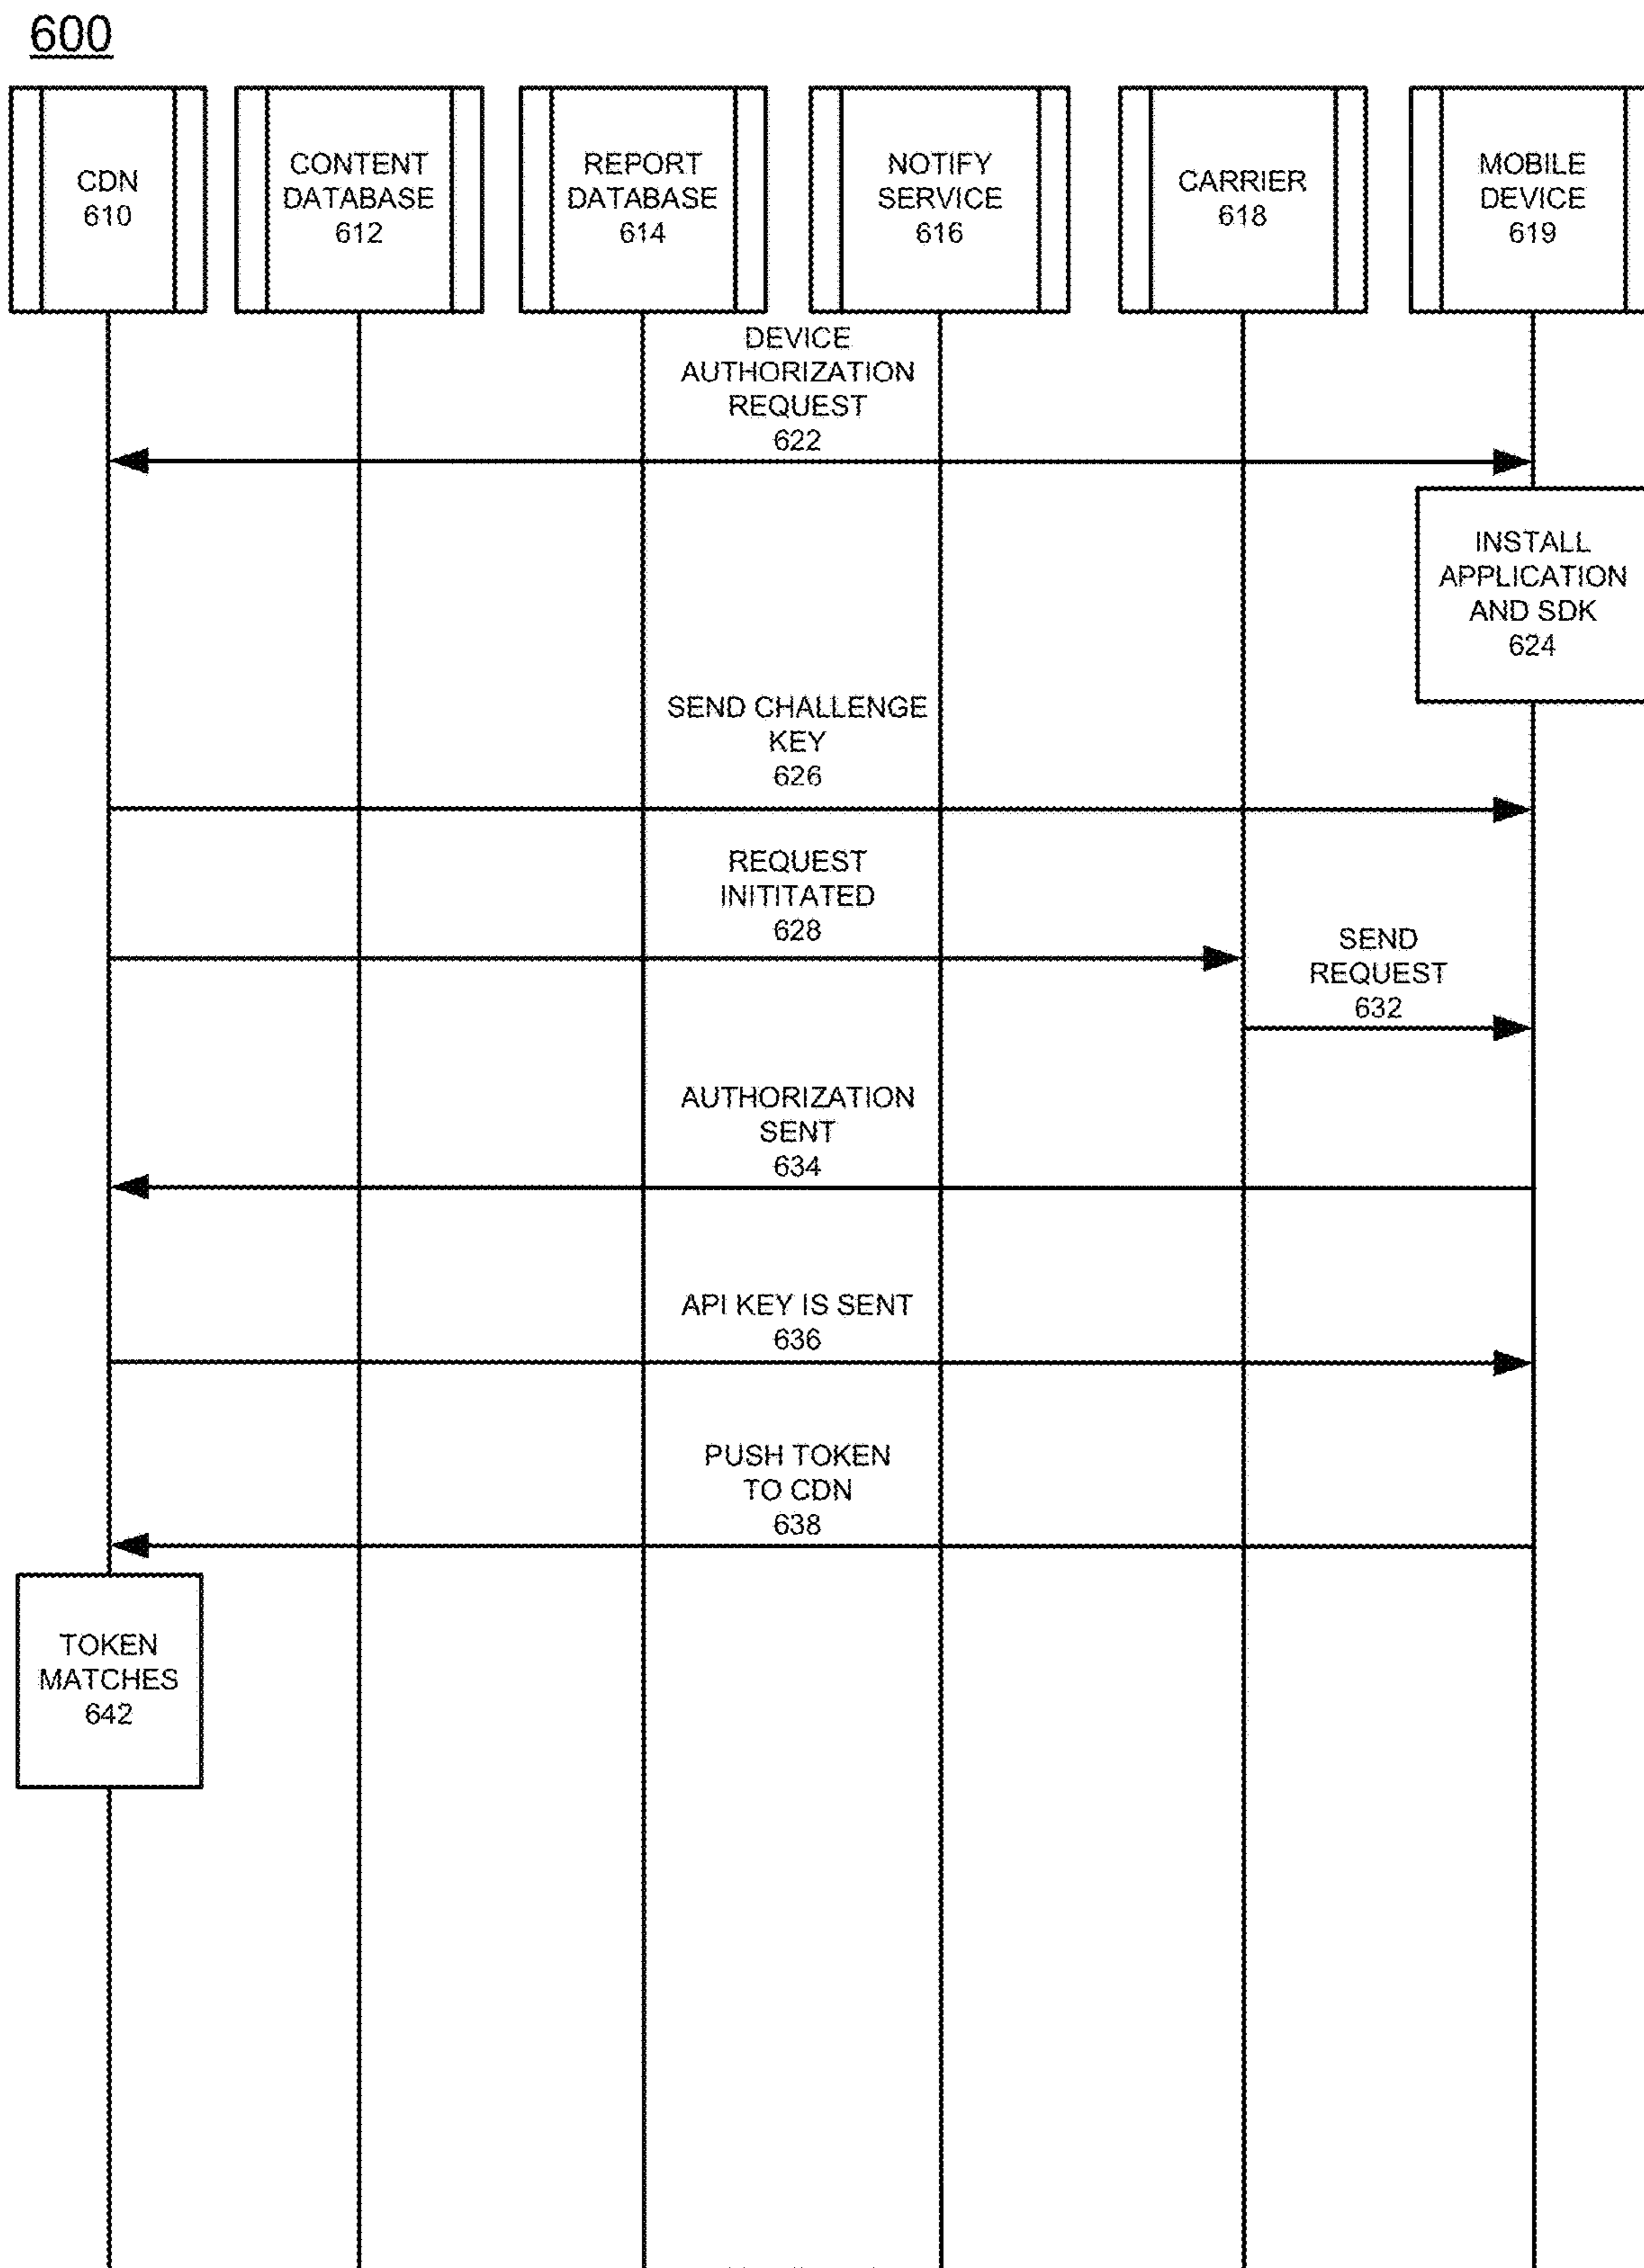 600
CDN
610
CONTENT
DATABASE
612
REPORT
DATABASE
614
NOTIFY
SERVICE
616
CARRIER
618
MOBILE
DEVICE
619
DEVICE
AUTHORIZATION
REQUEST
622
INSTALL
APPLICATION
AND SDK
624
SEND CHALLENGE
KEY
626
REQUEST
INITITATED
628
SEND
REQUEST
632
AUTHORIZATION
SENT
634
API KEY IS SENT
636
PUSH TOKEN
TO CDN
638
TOKEN
MATCHES
642